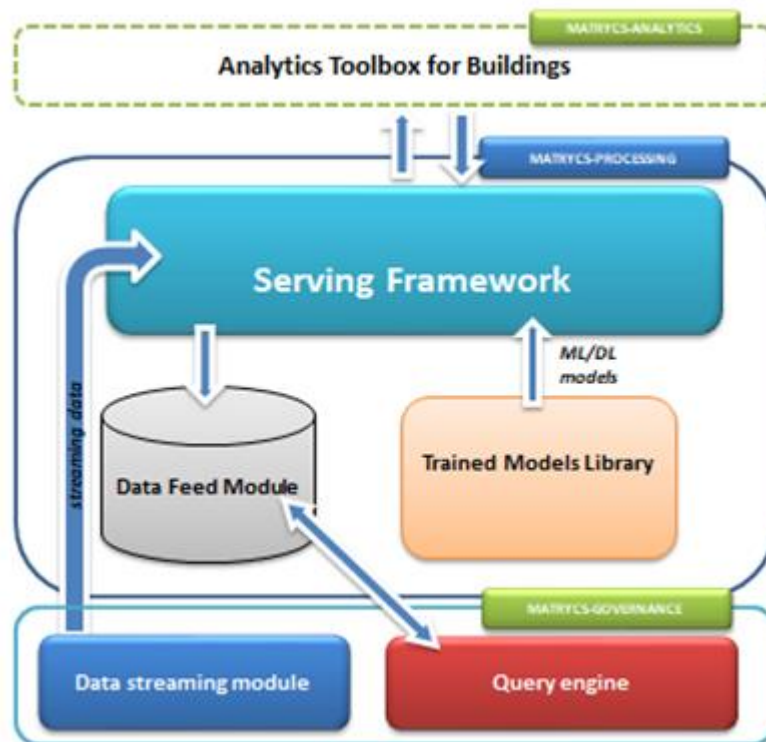 MATRYCS-ANALYTICS
Analytics Toolbox for Buildings
MATRYCS-PROCESSING
Serving Framework
ML/DL
models
streaming data
Data Feed Module
Trained Models Library
MATRYCS-GOVERNANCE
Data streaming module
Query engine